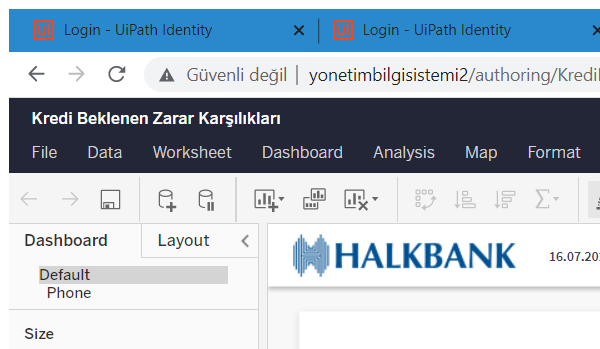 Login - UiPath Identity
Login - UiPath Identity
Güvenli değil
yonetimbilgisistemi2/authoring/Kredi
Kredi Beklenen Zarar Karşılıkları
File Data Worksheet Dashboard Analysis Map Format
Dashboard Layout
HALKBANK
16.07.20
Default
Phone
Size